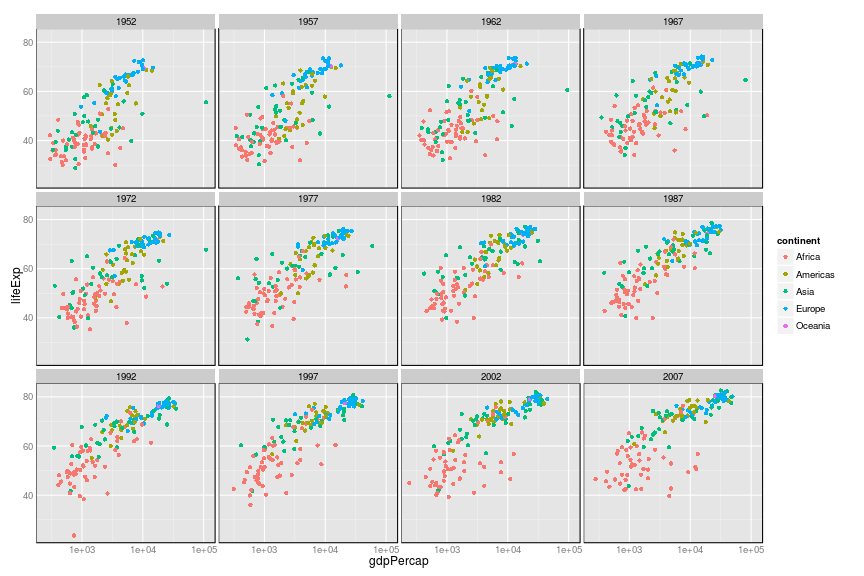 1952 1957 1962 1967
80
60
40
1972 1977 1982 1987
80
60
40
lifeExp
continent
Africa
Americas
Asia
Europe
Oceania
1992 1997 2002 2007
80
60
40
1e+03 1e+04 1e+05 1e+03 1e+04 1e+05 1e+03 1e+04 1e+05 1e+03 1e+04 1e+05
gdpPercap